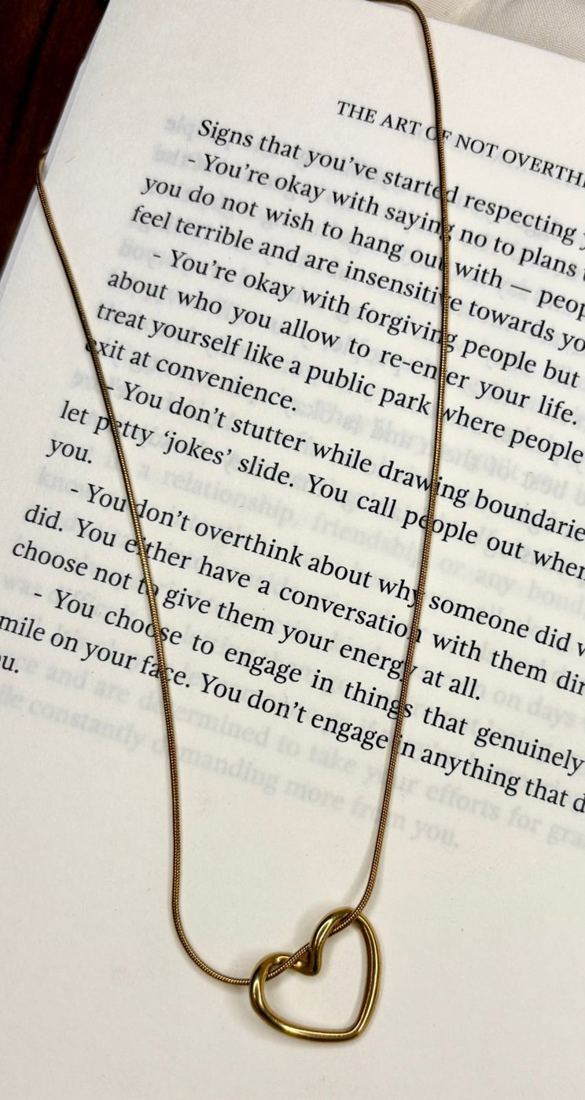 THE ART OF NOT OVERTHI
Signs that you've started respecting
- You're okay with saying no to plans
you do not wish to hang out with — peop
feel terrible and are insensitive towards yo
- You're okay with forgiving people but
about who you allow to re-enter your life.
treat yourself like a public park where people
exit at convenience.
- You don't stutter while drawing boundarie
let petty 'jokes' slide. You call people out when
you.
- You don't overthink about why someone did w
did. You either have a conversation with them dir
choose not to give them your energy at all.
- You choose to engage in things that genuinely
mile on your face. You don't engage in anything that d
u.